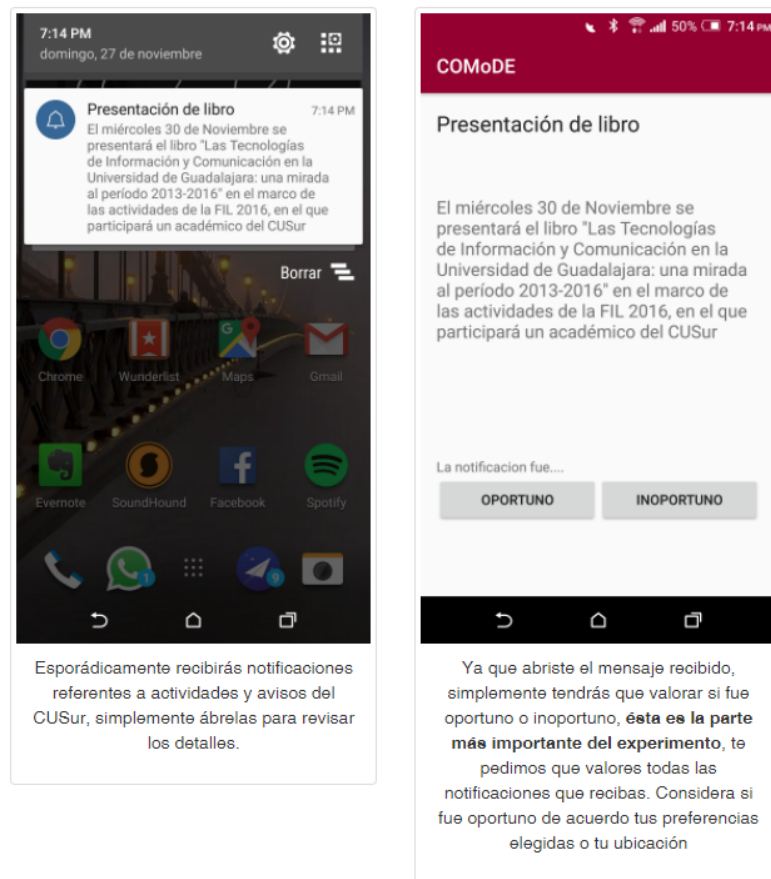 7:14 PM
domingo, 27 de noviembre
Presentación de libro 7:14 PM
El miércoles 30 de Noviembre se
presentará el libro "Las Tecnologías
de Información y Comunicación en la
Universidad de Guadalajara: una mirada
al período 2013-2016" en el marco de
las actividades de la FIL 2016, en el que
participará un académico del CUSur
Borrar
Chrome Wunderlist Maps Gmail
Evernote SoundHound Facebook Spotify
1 9
Esporádicamente recibirás notificaciones
referentes a actividades y avisos del
CUSur, simplemente ábrelas para revisar
los detalles.
50% 7:14 PM
COMoDE
Presentación de libro
El miércoles 30 de Noviembre se
presentará el libro "Las Tecnologías
de Información y Comunicación en la
Universidad de Guadalajara: una mirada
al período 2013-2016" en el marco de
las actividades de la FIL 2016, en el que
participará un académico del CUSur
La notificacion fue....
OPORTUNO INOPORTUNO
Ya que abriste el mensaje recibido,
simplemente tendrás que valorar si fue
oportuno o inoportuno, ésta es la parte
más importante del experimento, te
pedimos que valores todas las
notificaciones que recibas. Considera si
fue oportuno de acuerdo tus preferencias
elegidas o tu ubicación